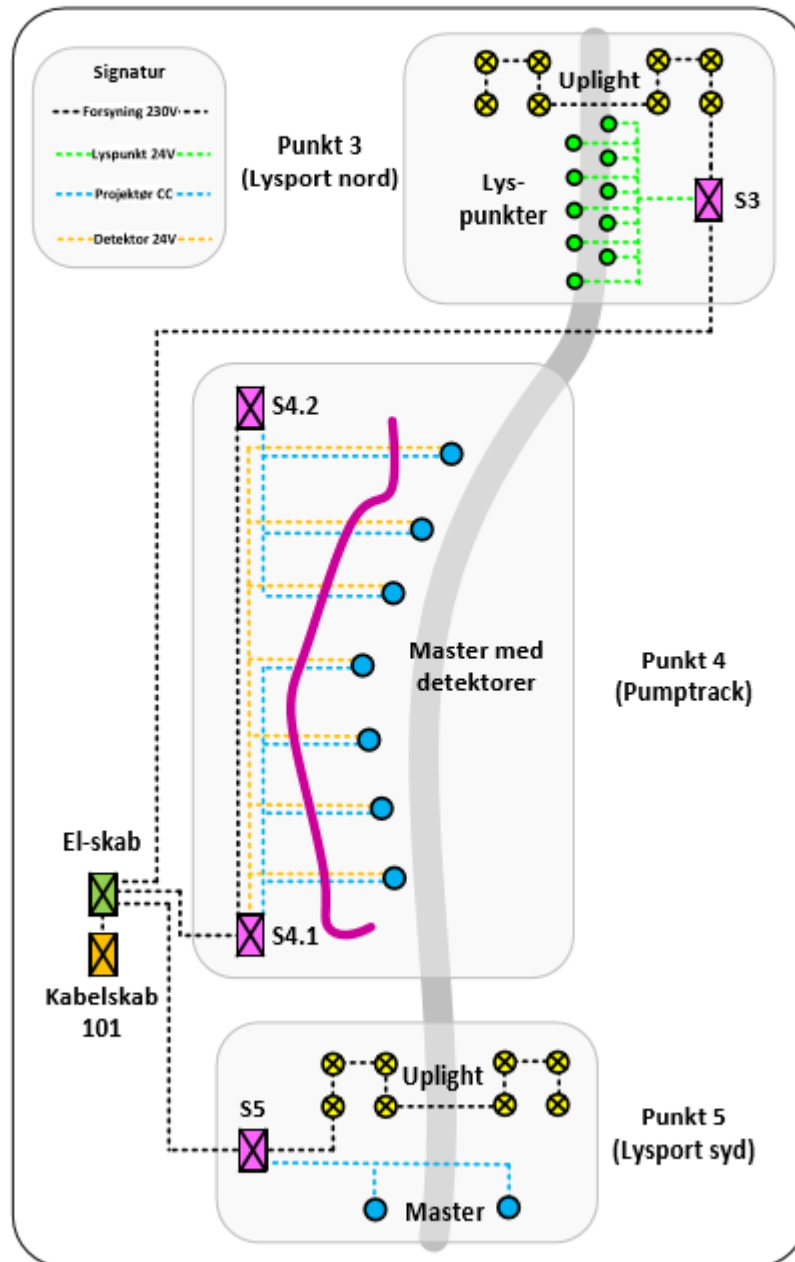 Signatur
Forsyning 230V
Lyspunkt 24V
Projektør CC
Detektor 24V
Punkt 3
(Lysport nord)
Uplight
Lys-
punkter
S3
S4.2
Master med
detektorer
Punkt 4
(Pumptrack)
El-skab
S4.1
Kabelskab
101
Uplight
S5
Punkt 5
(Lysport syd)
Master